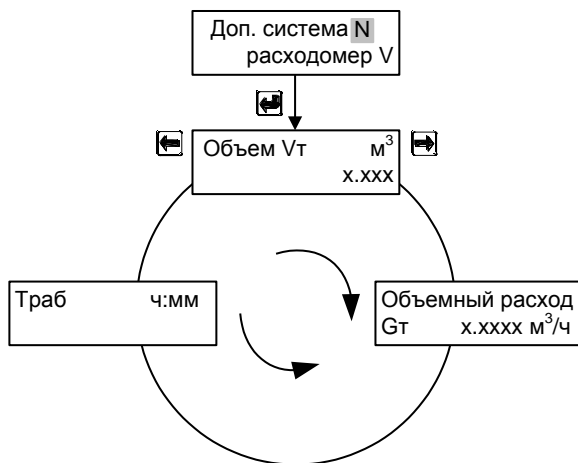 Доп. система N
расходомер V
Объем Vт м³
х.ххх
Траб ч:мм
Объемный расход
Gт х.хххх м³/ч